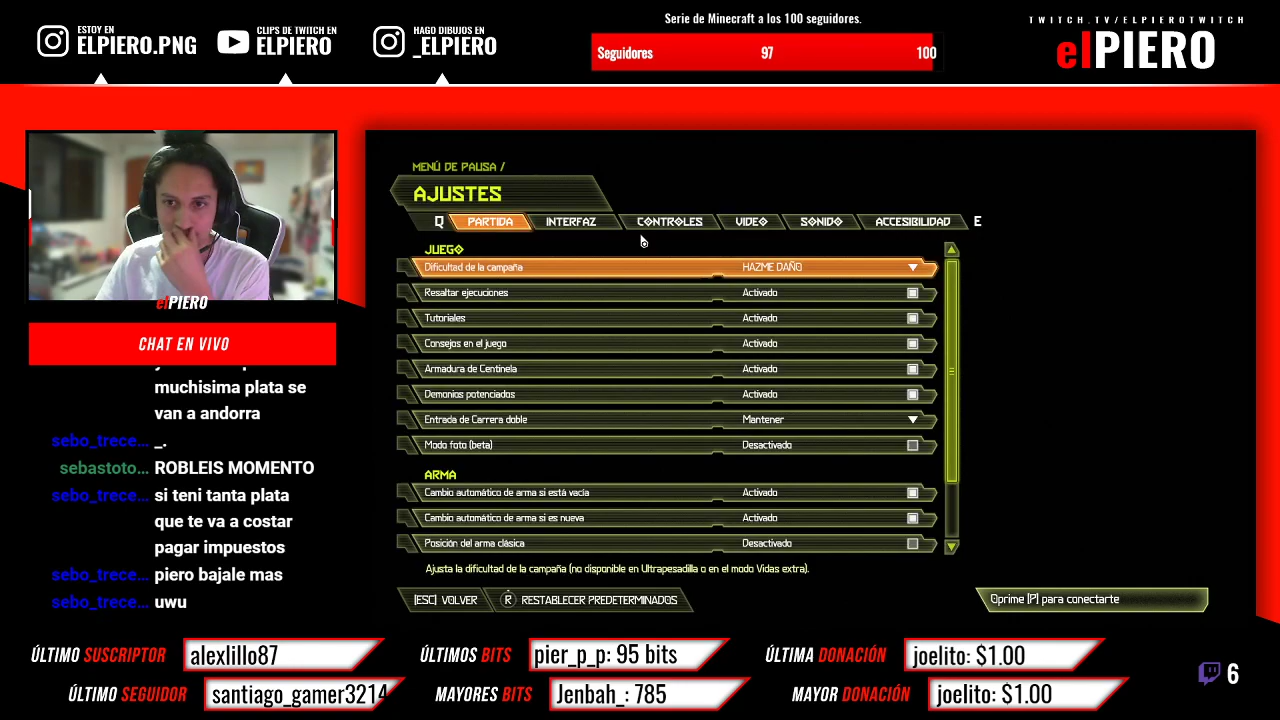 ESTOY EN
ELPIERO.PNG
CLIPS DE TWITCH EN
ELPIERO
HAGO DIBUJOS EN
_ELPIERO
Serie de Minecraft a los 100 seguidores.
Seguidores 97 100
TWITCH.TV/ELPIEROTWITCH
elPIERO
elPIERO
CHAT EN VIVO
muchisima plata se
van a andorra
sebo_trece... _.
sebastoto... ROBLEIS MOMENTO
sebo_trece... si teni tanta plata
que te va a costar
pagar impuestos
sebo_trece... piero bajale mas
sebo_trece... uwu
MENÚ DE PAUSA /
AJUSTES
Q PARTIDA INTERFAZ CONTROLES VIDEO SONIDO ACCESIBILIDAD E
JUEGO
Dificultad de la campaña HAZME DAÑO
Resaltar ejecuciones Activado
Tutoriales Activado
Consejos en el juego Activado
Armadura de Centinela Activado
Demonios potenciados Activado
Entrada de Carrera doble Mantener
Modo foto (beta) Desactivado
ARMA
Cambio automático de arma si está vacía Activado
Cambio automático de arma si es nueva Activado
Posición del arma clásica Desactivado
Ajusta la dificultad de la campaña (no disponible en Ultrapesadilla o en el modo Vidas extra).
[ESC] VOLVER R RESTABLECER PREDETERMINADOS
Oprime [P] para conectarte
ÚLTIMO SUSCRIPTOR alexlillo87
ÚLTIMOS BITS pier_p_p: 95 bits
ÚLTIMA DONACIÓN joelito: $1.00
ÚLTIMO SEGUIDOR santiago_gamer3214
MAYORES BITS Jenbah_: 785
MAYOR DONACIÓN joelito: $1.00
6